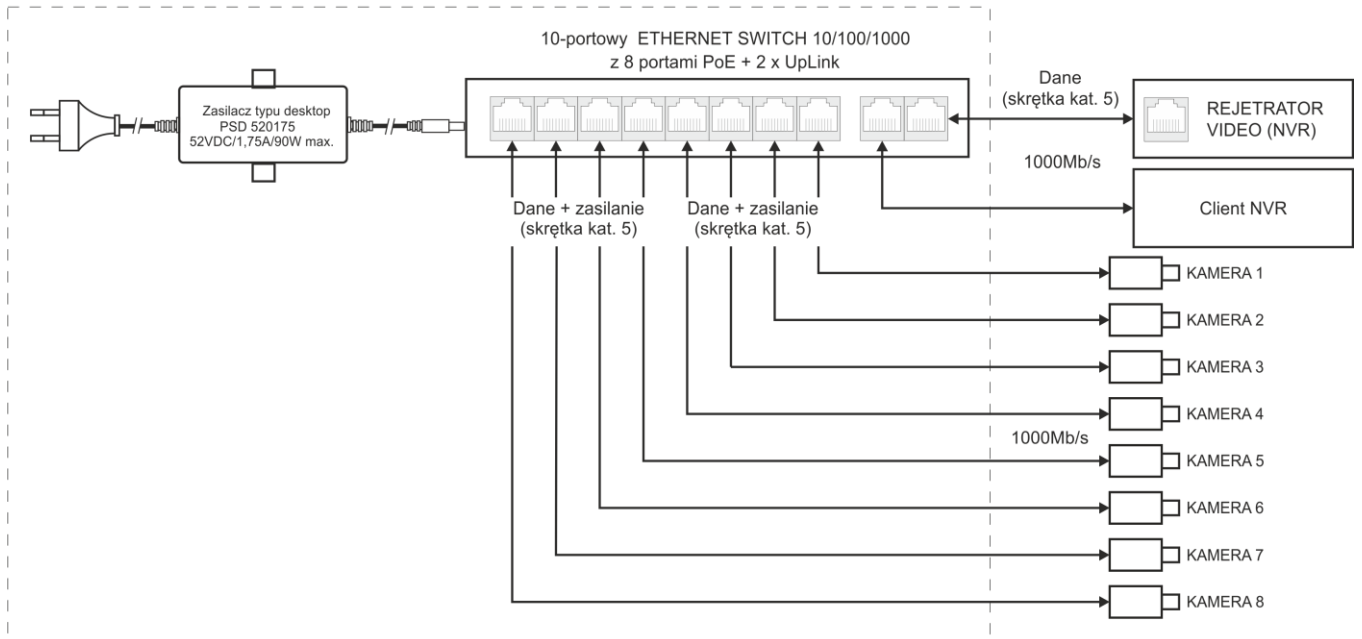 10-portowy ETHERNET SWITCH 10/100/1000
z 8 portami PoE + 2 x UpLink
Zasilacz typu desktop
PSD 520175
52VDC/1,75A/90W max.
Dane
(skrętka kat. 5)
REJETRATOR
VIDEO (NVR)
1000Mb/s
Client NVR
Dane + zasilanie
(skrętka kat. 5)
Dane + zasilanie
(skrętka kat. 5)
KAMERA 1
KAMERA 2
KAMERA 3
KAMERA 4
1000Mb/s
KAMERA 5
KAMERA 6
KAMERA 7
KAMERA 8